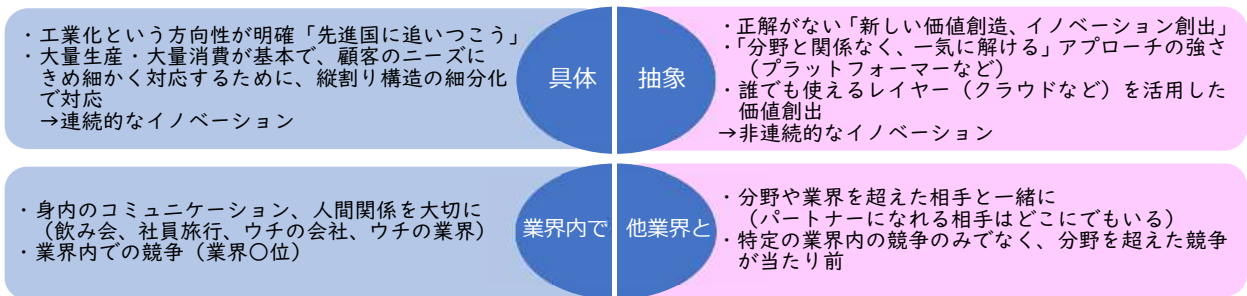 ・工業化という方向性が明確「先進国に追いつこう」
・大量生産・大量消費が基本で、顧客のニーズに
きめ細かく対応するために、縦割り構造の細分化
で対応
→連続的なイノベーション
具体
抽象
・正解がない「新しい価値創造、イノベーション創出」
・「分野と関係なく、一気に解ける」アプローチの強さ
（プラットフォーマーなど）
・誰でも使えるレイヤー（クラウドなど）を活用した
価値創出
→非連続的なイノベーション
・身内のコミュニケーション、人間関係を大切に
（飲み会、社員旅行、ウチの会社、ウチの業界）
・業界内での競争（業界〇位）
業界内で
他業界と
・分野や業界を超えた相手と一緒に
（パートナーになれる相手はどこにでもいる）
・特定の業界内の競争のみでなく、分野を超えた競争
が当たり前